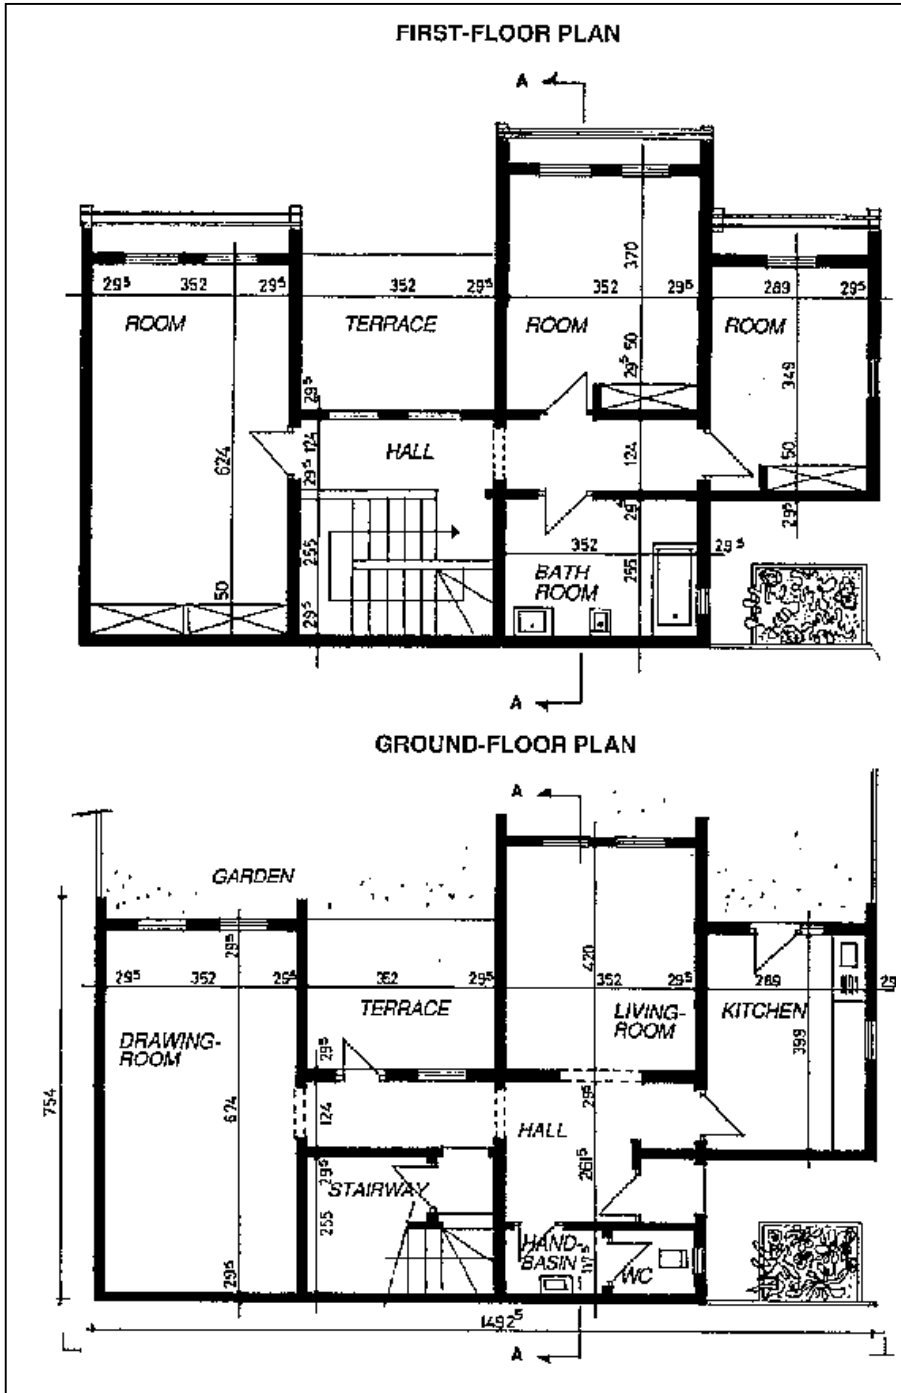 FIRST-FLOOR PLAN
A
29⁵ 352 29⁵ 352 29⁵ 352 29⁵ 289 29⁵
370
ROOM TERRACE ROOM ROOM
29⁵ 50
349
29⁵
HALL
624
29⁵ 124
124
50
29⁵
29⁵
255
352 29⁵
BATH
ROOM
255
50
29⁵
A
GROUND-FLOOR PLAN
A
GARDEN
29⁵
420
29⁵ 352 29⁵ 352 29⁵ 352 29⁵ 289 29
TERRACE
LIVING-
ROOM
KITCHEN
DRAWING-
ROOM
399
29⁵
29⁵
754
624
124
HALL
261⁵
29⁵
STAIRWAY
255
HAND-
BASIN
117⁵
WC
29⁵
1492⁵
A